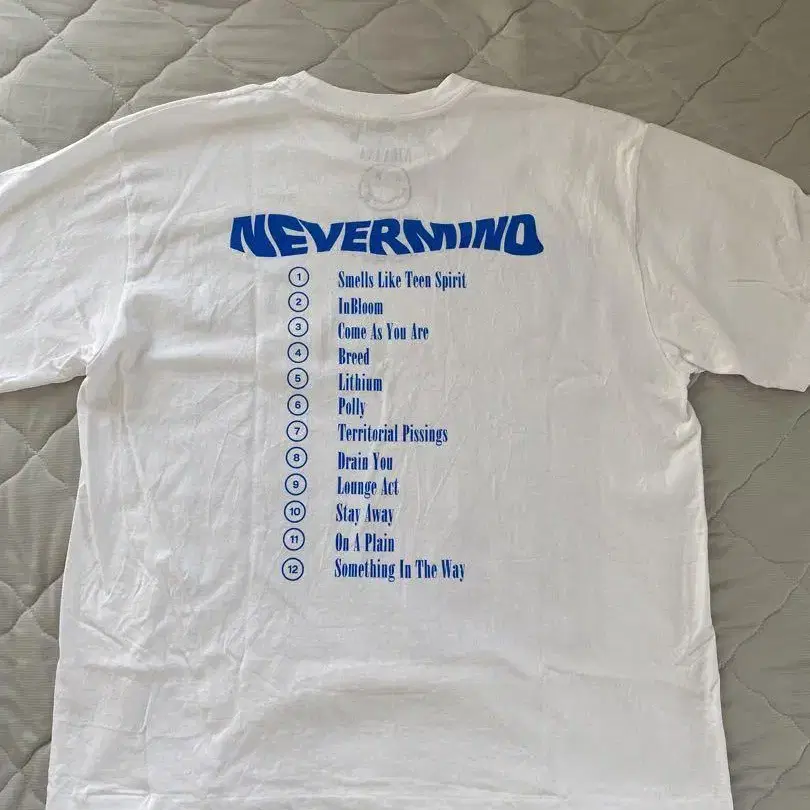 NEVERMIND
1 Smells Like Teen Spirit
2 InBloom
3 Come As You Are
4 Breed
5 Lithium
6 Polly
7 Territorial Pissings
8 Drain You
9 Lounge Act
10 Stay Away
11 On A Plain
12 Something In The Way